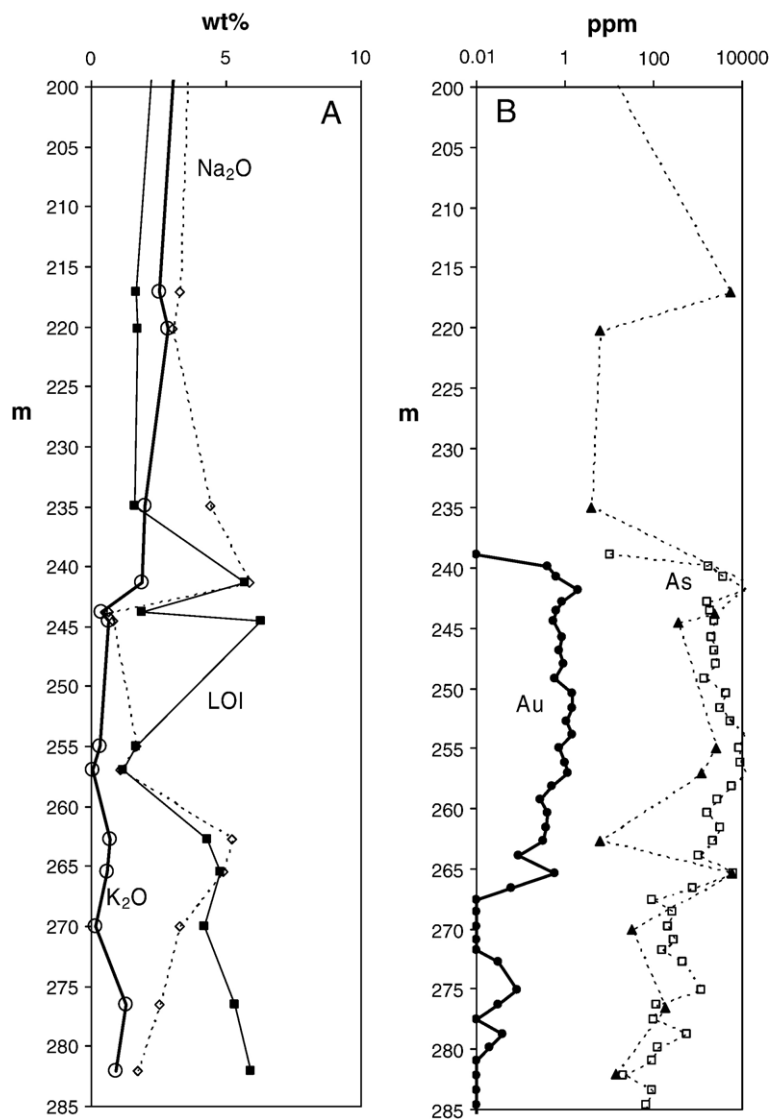 wt% ppm
0 5 10 0.01 1 100 10000
200 A 200 B
205 Na₂O 205
210 210
215 215
220 220
225 225
m m
230 230
235 235
240 240 As
245 245
250 LOI 250 Au
255 255
260 260
265 265
K₂O
270 270
275 275
280 280
285 285